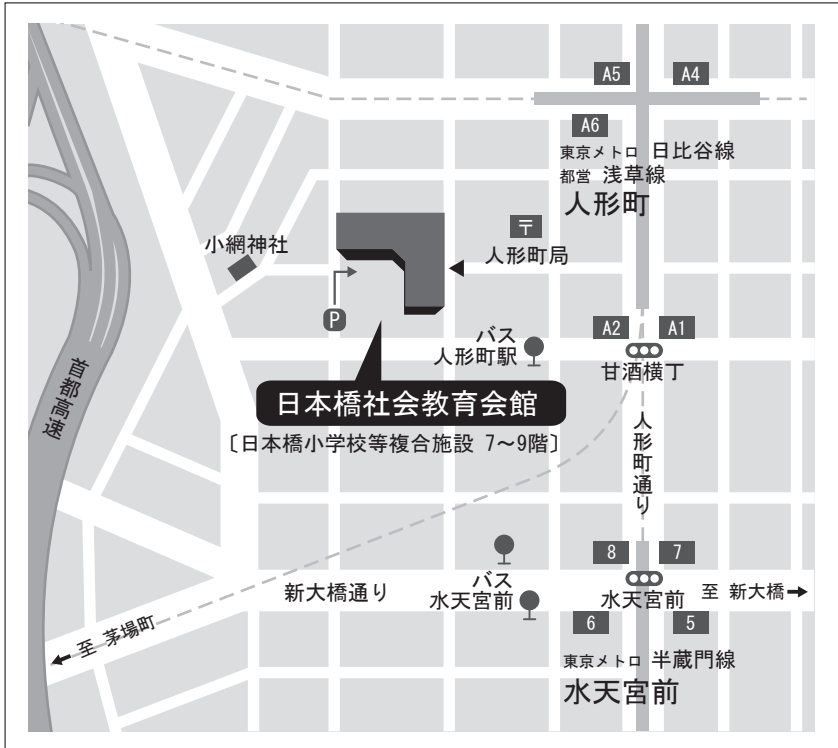 A5
A4
A6
東京メトロ 日比谷線
都営 浅草線
人形町
〒
人形町局
小網神社
P
バス
人形町駅
A2
A1
甘酒横丁
首都高速
日本橋社会教育会館
〔日本橋小学校等複合施設 7〜9階〕
人形町通り
8
7
バス
水天宮前
新大橋通り
水天宮前
至 新大橋
6
5
至 茅場町
東京メトロ 半蔵門線
水天宮前